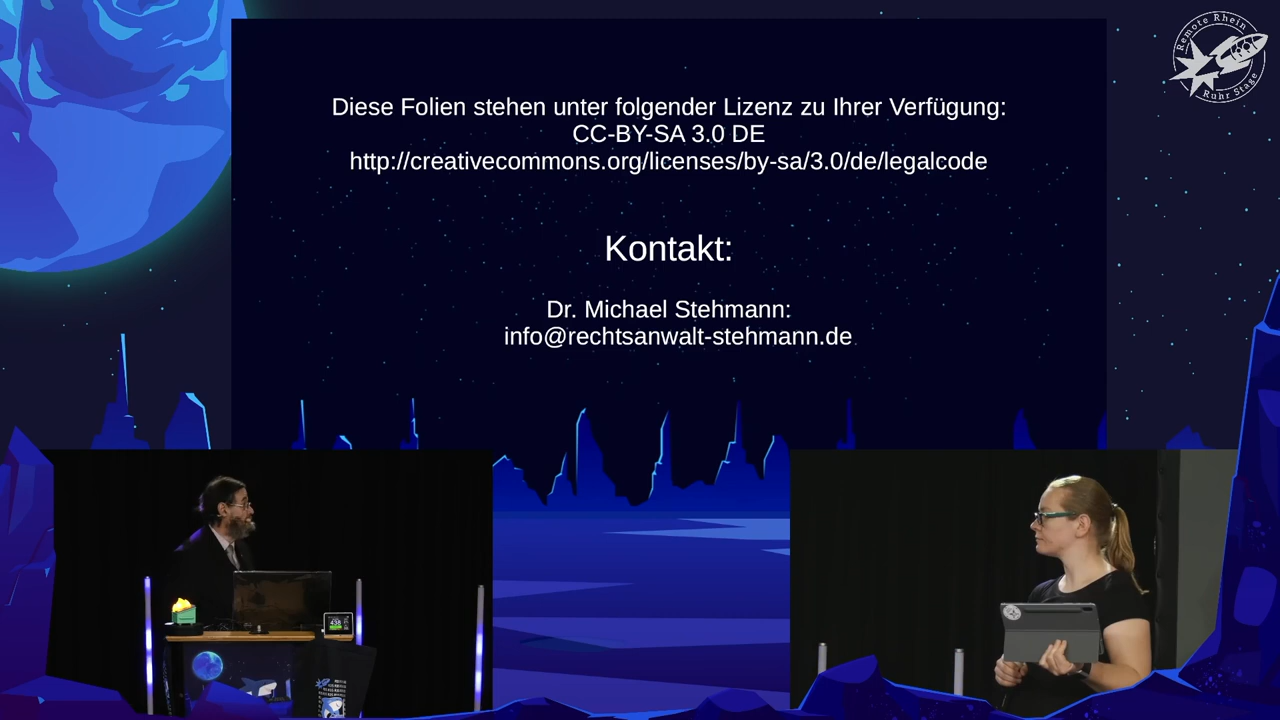 Remote Rhein
Ruhr Stage
Diese Folien stehen unter folgender Lizenz zu Ihrer Verfügung:
CC-BY-SA 3.0 DE
http://creativecommons.org/licenses/by-sa/3.0/de/legalcode
Kontakt:
Dr. Michael Stehmann:
info@rechtsanwalt-stehmann.de